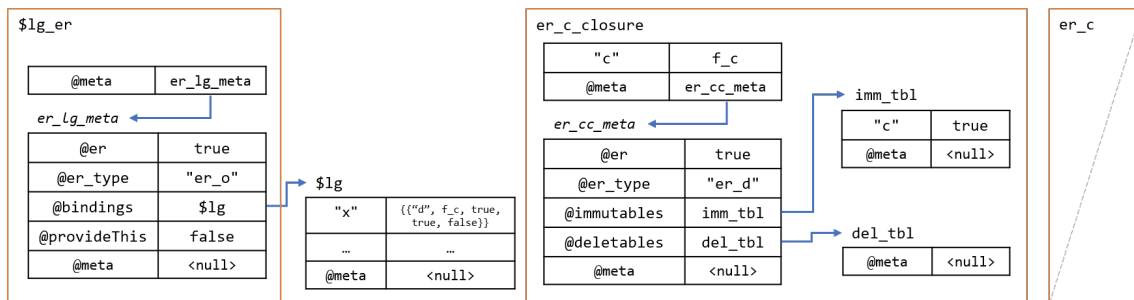 $lg_er
@meta er_lg_meta
er_lg_meta
@er true
@er_type "er_o"
@bindings $lg
@provideThis false
@meta <null>
$lg
"x" {{“d”, f_c, true,
true, false}}
… …
@meta <null>
er_c_closure
"c" f_c
@meta er_cc_meta
er_cc_meta
@er true
@er_type "er_d"
@immutables imm_tbl
@deletables del_tbl
@meta <null>
imm_tbl
"c" true
@meta <null>
del_tbl
@meta <null>
er_c